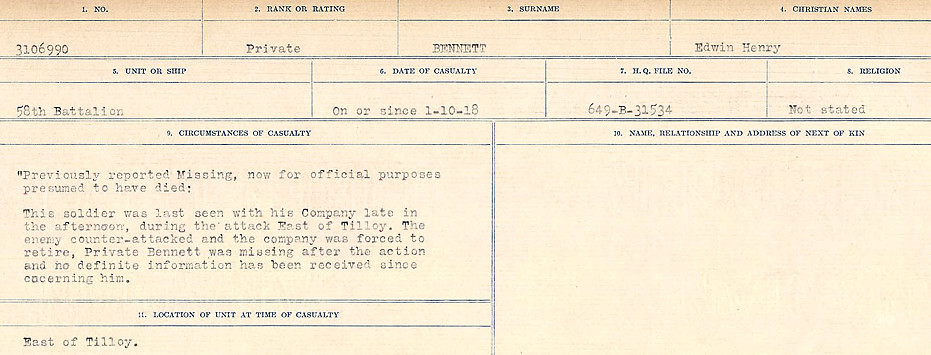 1. NO. 2. RANK OR RATING 3. SURNAME 4. CHRISTIAN NAMES
3106990 Private BENNETT Edwin Henry
5. UNIT OR SHIP 6. DATE OF CASUALTY 7. H.Q. FILE NO. 8. RELIGION
58th Battalion On or since 1-10-18 649-B-31534 Not stated
9. CIRCUMSTANCES OF CASUALTY
"Previously reported Missing, now for official purposes
presumed to have died:
This soldier was last seen with his Company late in
the afternoon, during the attack East of Tilloy. The
enemy counter-attacked and the company was forced to
retire, Private Bennett was missing after the action
and no definite information has been received since
cocerning him.
10. NAME, RELATIONSHIP AND ADDRESS OF NEXT OF KIN
11. LOCATION OF UNIT AT TIME OF CASUALTY
East of Tilloy.